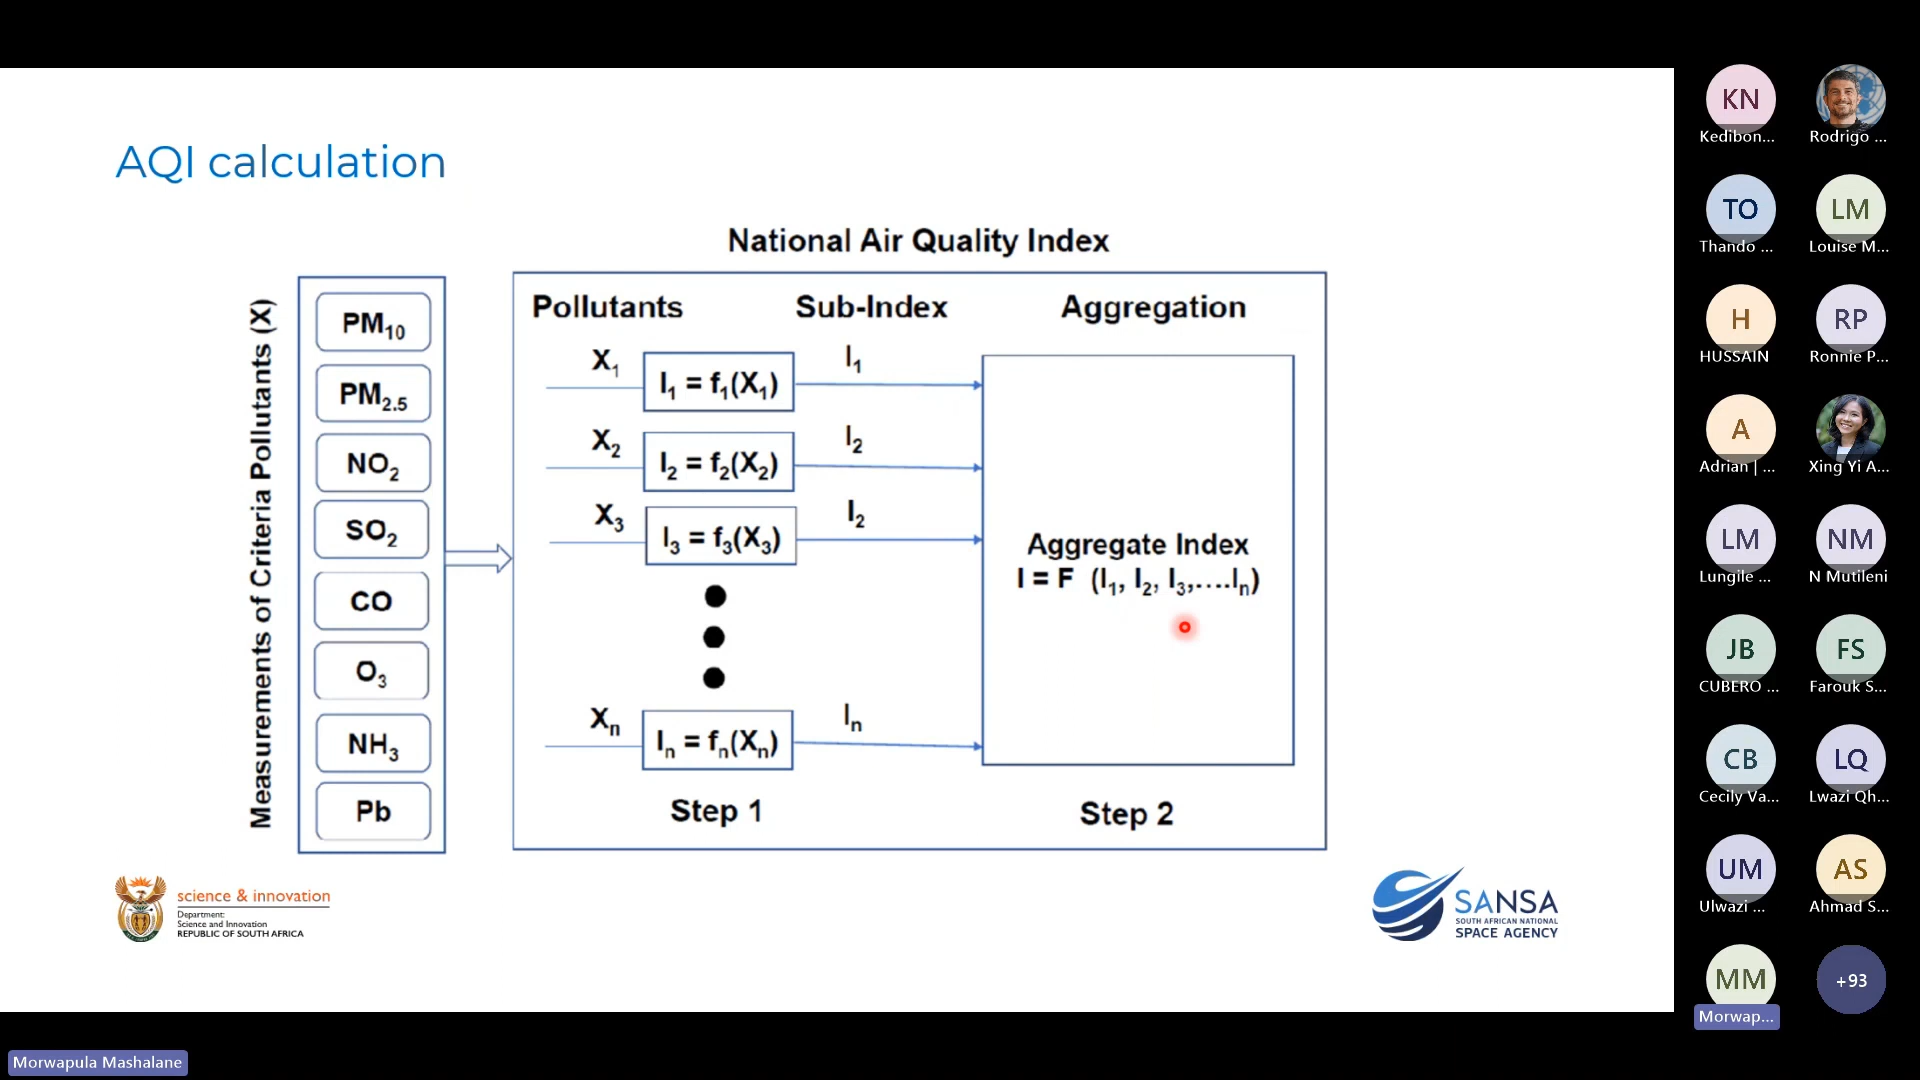 AQI calculation
National Air Quality Index
Measurements of Criteria Pollutants (X)
PM10
PM2.5
NO2
SO2
CO
O3
NH3
Pb
Pollutants
Sub-Index
Aggregation
X1
I1 = f1(X1)
I1
X2
I2 = f2(X2)
I2
X3
I3 = f3(X3)
I2
Xn
In = fn(Xn)
In
Aggregate Index
I = F (I1, I2, I3,....In)
Step 1
Step 2
science & innovation
Department:
Science and Innovation
REPUBLIC OF SOUTH AFRICA
SANSA
SOUTH AFRICAN NATIONAL
SPACE AGENCY
KN
Kedibon...
Rodrigo ...
TO
Thando ...
LM
Louise M...
H
HUSSAIN
RP
Ronnie P...
A
Adrian | ...
Xing Yi A...
LM
Lungile ...
NM
N Mutileni
JB
CUBERO ...
FS
Farouk S...
CB
Cecily Va...
LQ
Lwazi Qh...
UM
Ulwazi ...
AS
Ahmad S...
MM
Morwap...
+93
Morwapula Mashalane